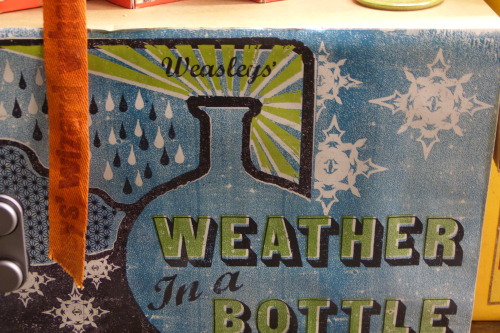 Weasleys'
WEATHER
In a
BOTTLE